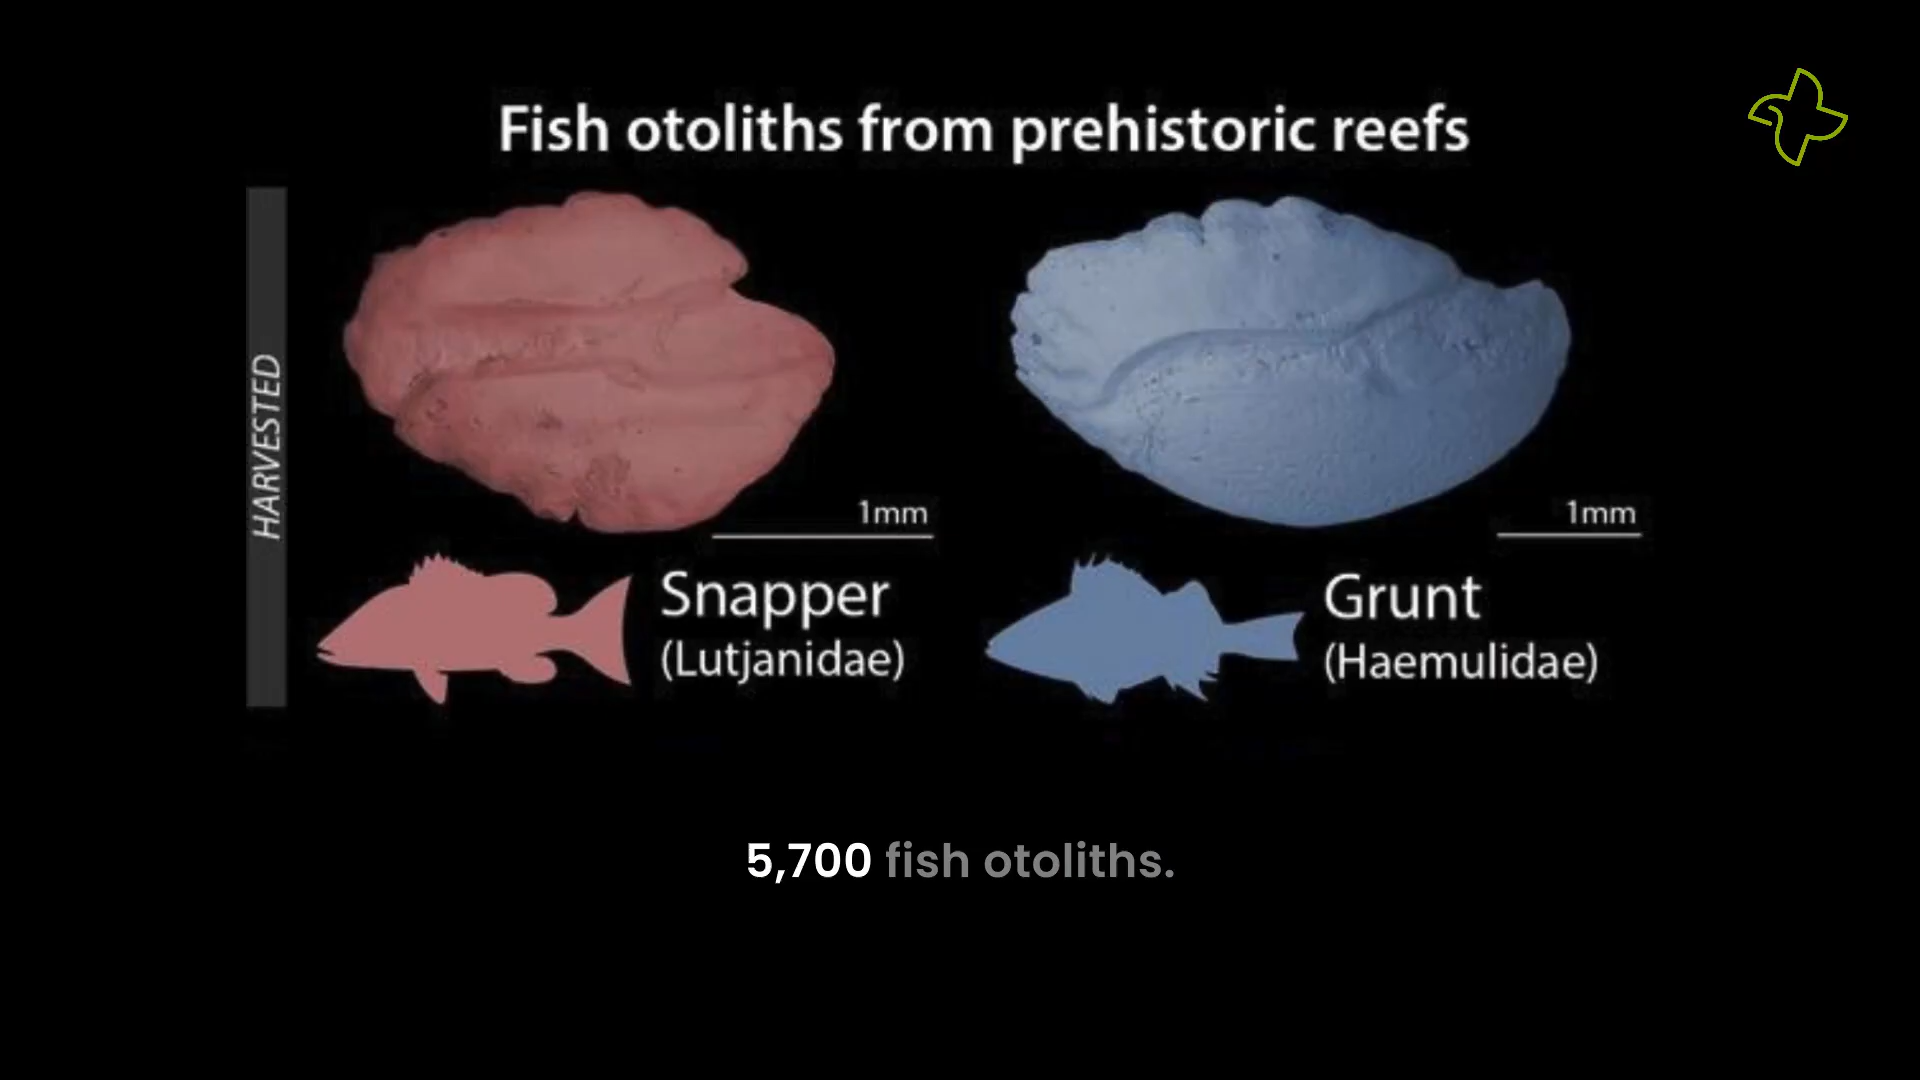 Fish otoliths from prehistoric reefs
HARVESTED
1mm
Snapper
(Lutjanidae)
1mm
Grunt
(Haemulidae)
5,700 fish otoliths.